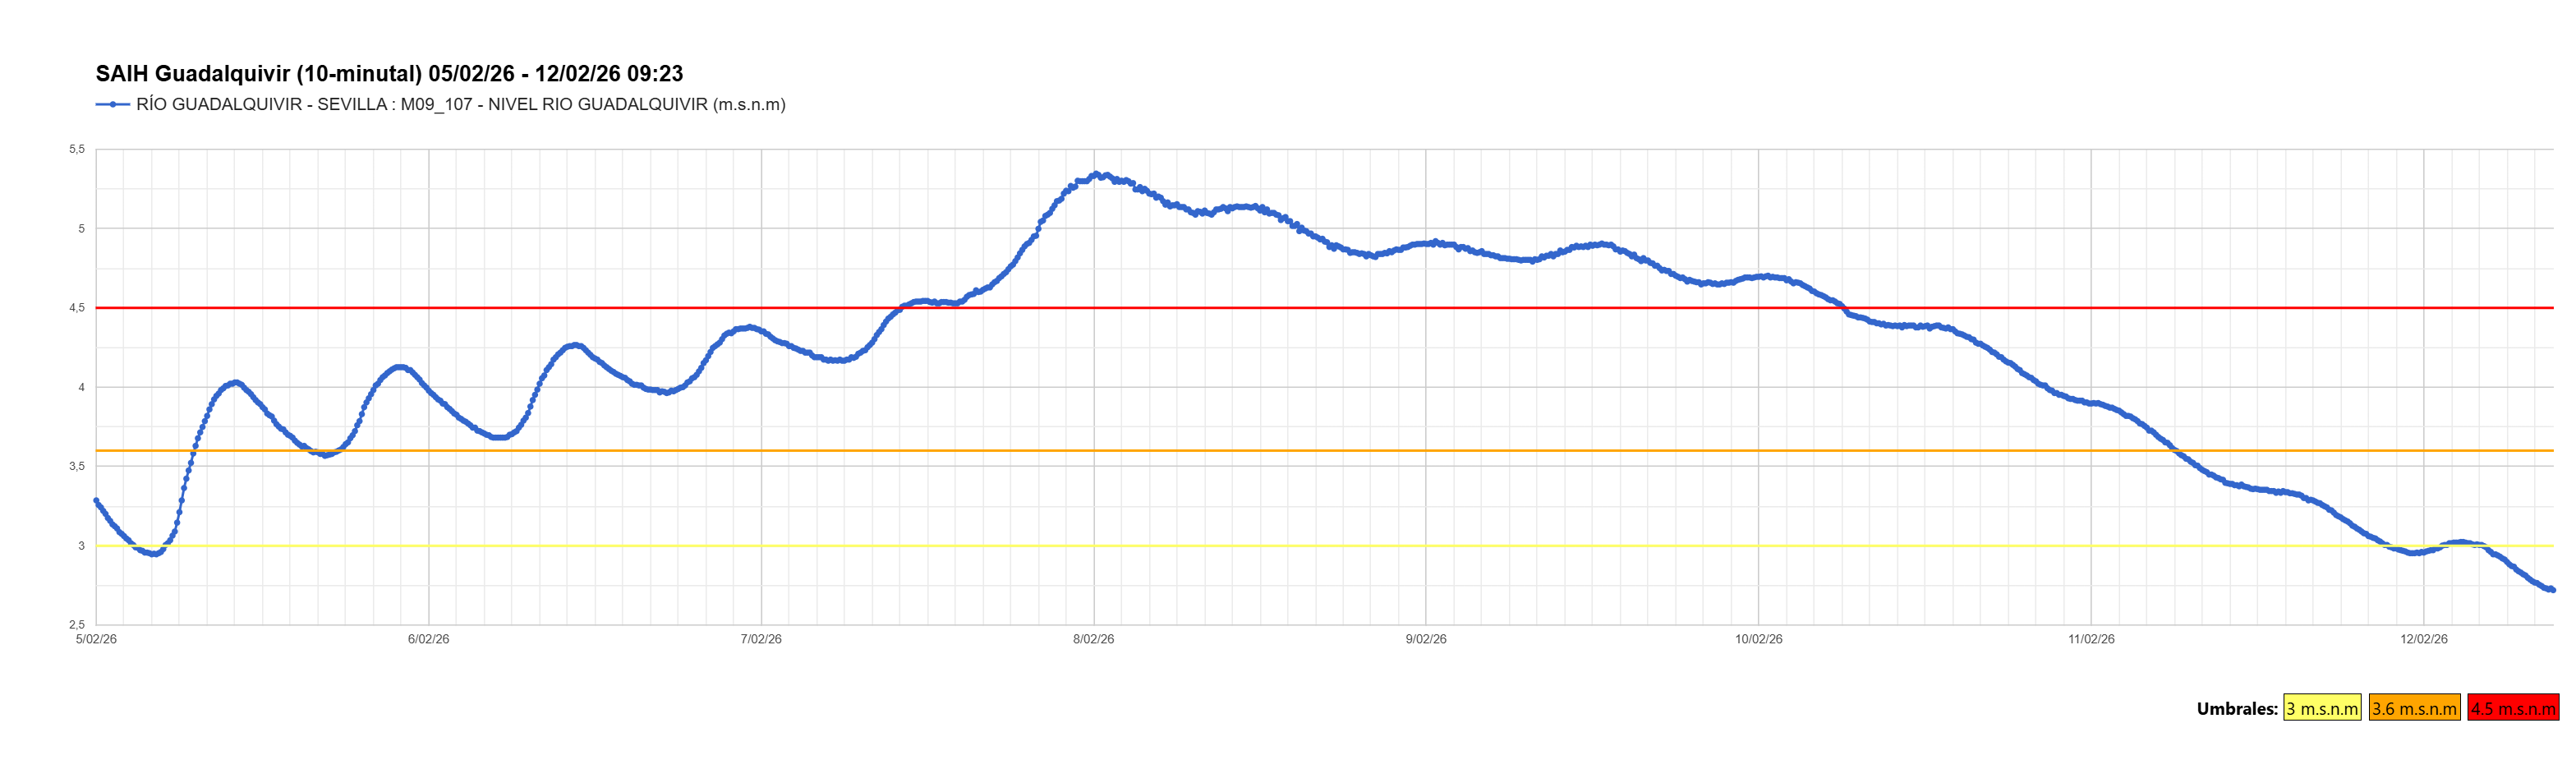 SAIH Guadalquivir (10-minutal) 05/02/26 - 12/02/26 09:23
RÍO GUADALQUIVIR - SEVILLA : M09_107 - NIVEL RIO GUADALQUIVIR (m.s.n.m)
5,5
5
4,5
4
3,5
3
2,5
5/02/26 6/02/26 7/02/26 8/02/26 9/02/26 10/02/26 11/02/26 12/02/26
Umbrales: 3 m.s.n.m 3.6 m.s.n.m 4.5 m.s.n.m